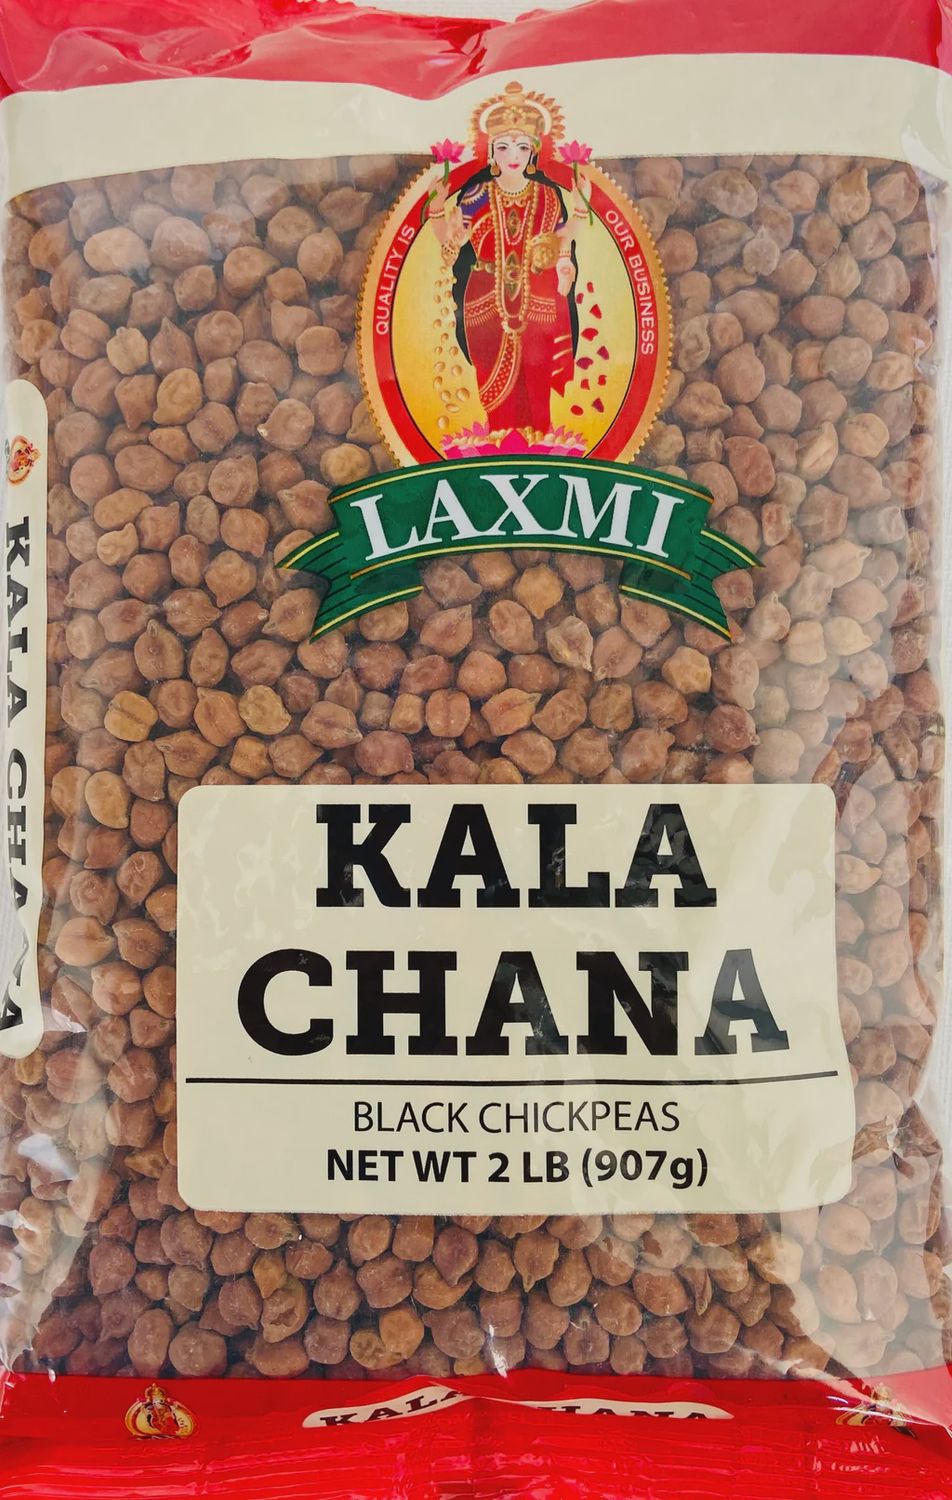 QUALITY IS
OUR BUSINESS
LAXMI
KALA CHANA
KALA
CHANA
BLACK CHICKPEAS
NET WT 2 LB (907g)
KALA CHANA